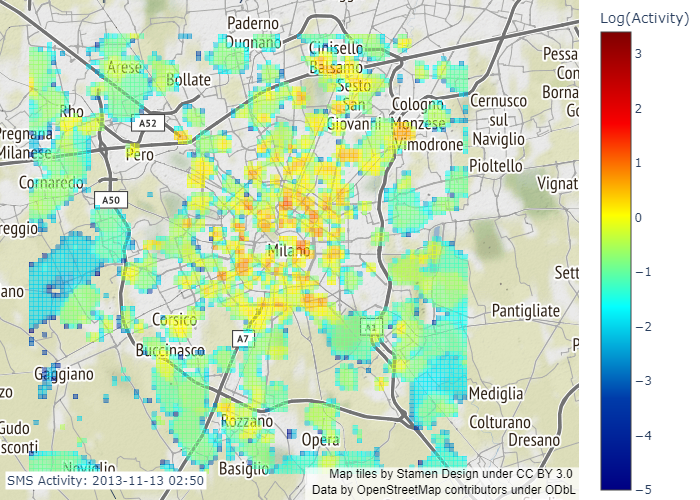 Log(Activity)
Paderno
Dugnano
Cinisello
Balsamo
Arese
Bollate
Sesto
San
Giovanni
Cologno
Monzese
Cernusco
sul
Naviglio
Pessa
Borna
Rho
A52
Pregnana
Milanese
Pero
Vimodrone
Pioltello
Cornaredo
A50
Vignat
reggio
Milano
Sett
ano
Pantigliate
Corsico
A1
A7
Buccinasco
Gaggiano
Mediglia
zo
Rozzano
Colturano
Gudo
sconti
Opera
Dresano
Noviglio
Basiglio
SMS Activity: 2013-11-13 02:50
Map tiles by Stamen Design under CC BY 3.0
Data by OpenStreetMap contributors under ODbL
3
2
1
0
−1
−2
−3
−4
−5